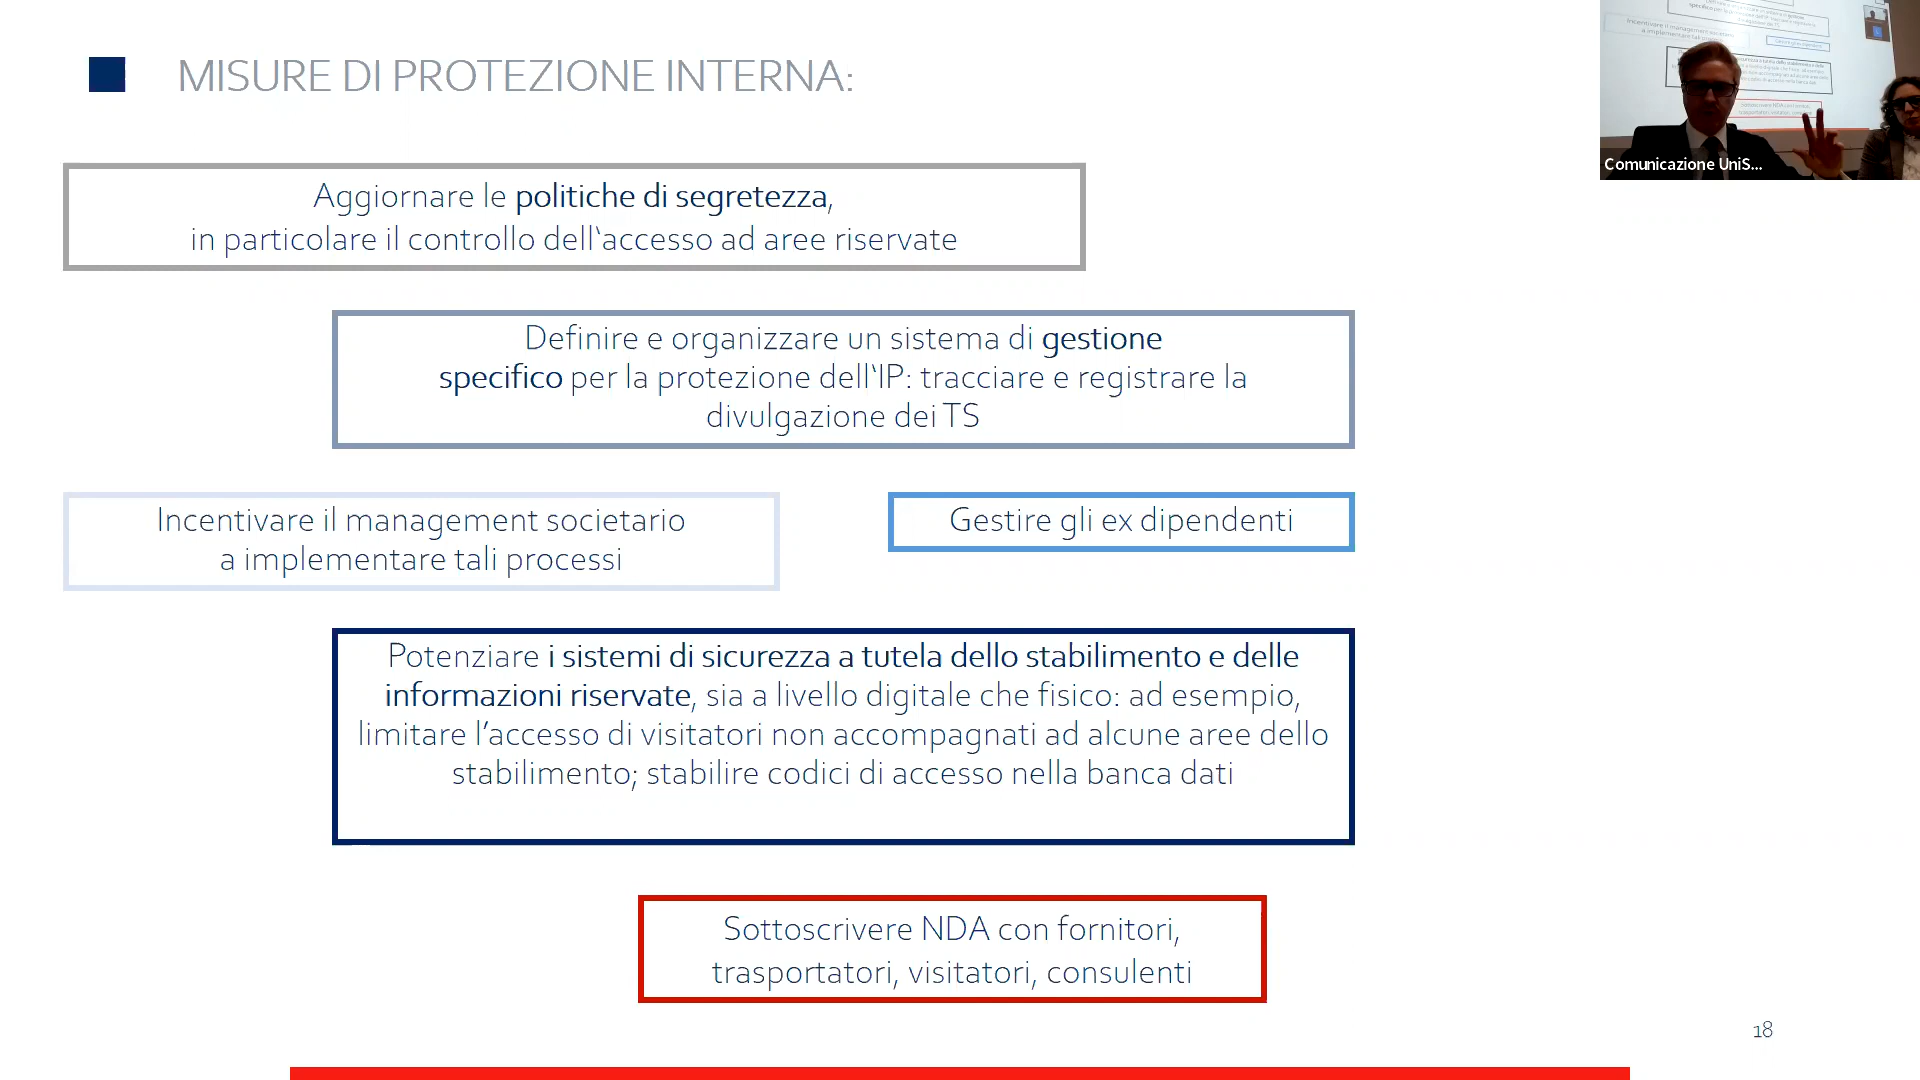 MISURE DI PROTEZIONE INTERNA:
Aggiornare le politiche di segretezza,
in particolare il controllo dell‘accesso ad aree riservate
Definire e organizzare un sistema di gestione
specifico per la protezione dell‘IP: tracciare e registrare la
divulgazione dei TS
Incentivare il management societario
a implementare tali processi
Gestire gli ex dipendenti
Potenziare i sistemi di sicurezza a tutela dello stabilimento e delle
informazioni riservate, sia a livello digitale che fisico: ad esempio,
limitare l’accesso di visitatori non accompagnati ad alcune aree dello
stabilimento; stabilire codici di accesso nella banca dati
Sottoscrivere NDA con fornitori,
trasportatori, visitatori, consulenti
18
Comunicazione UniS...